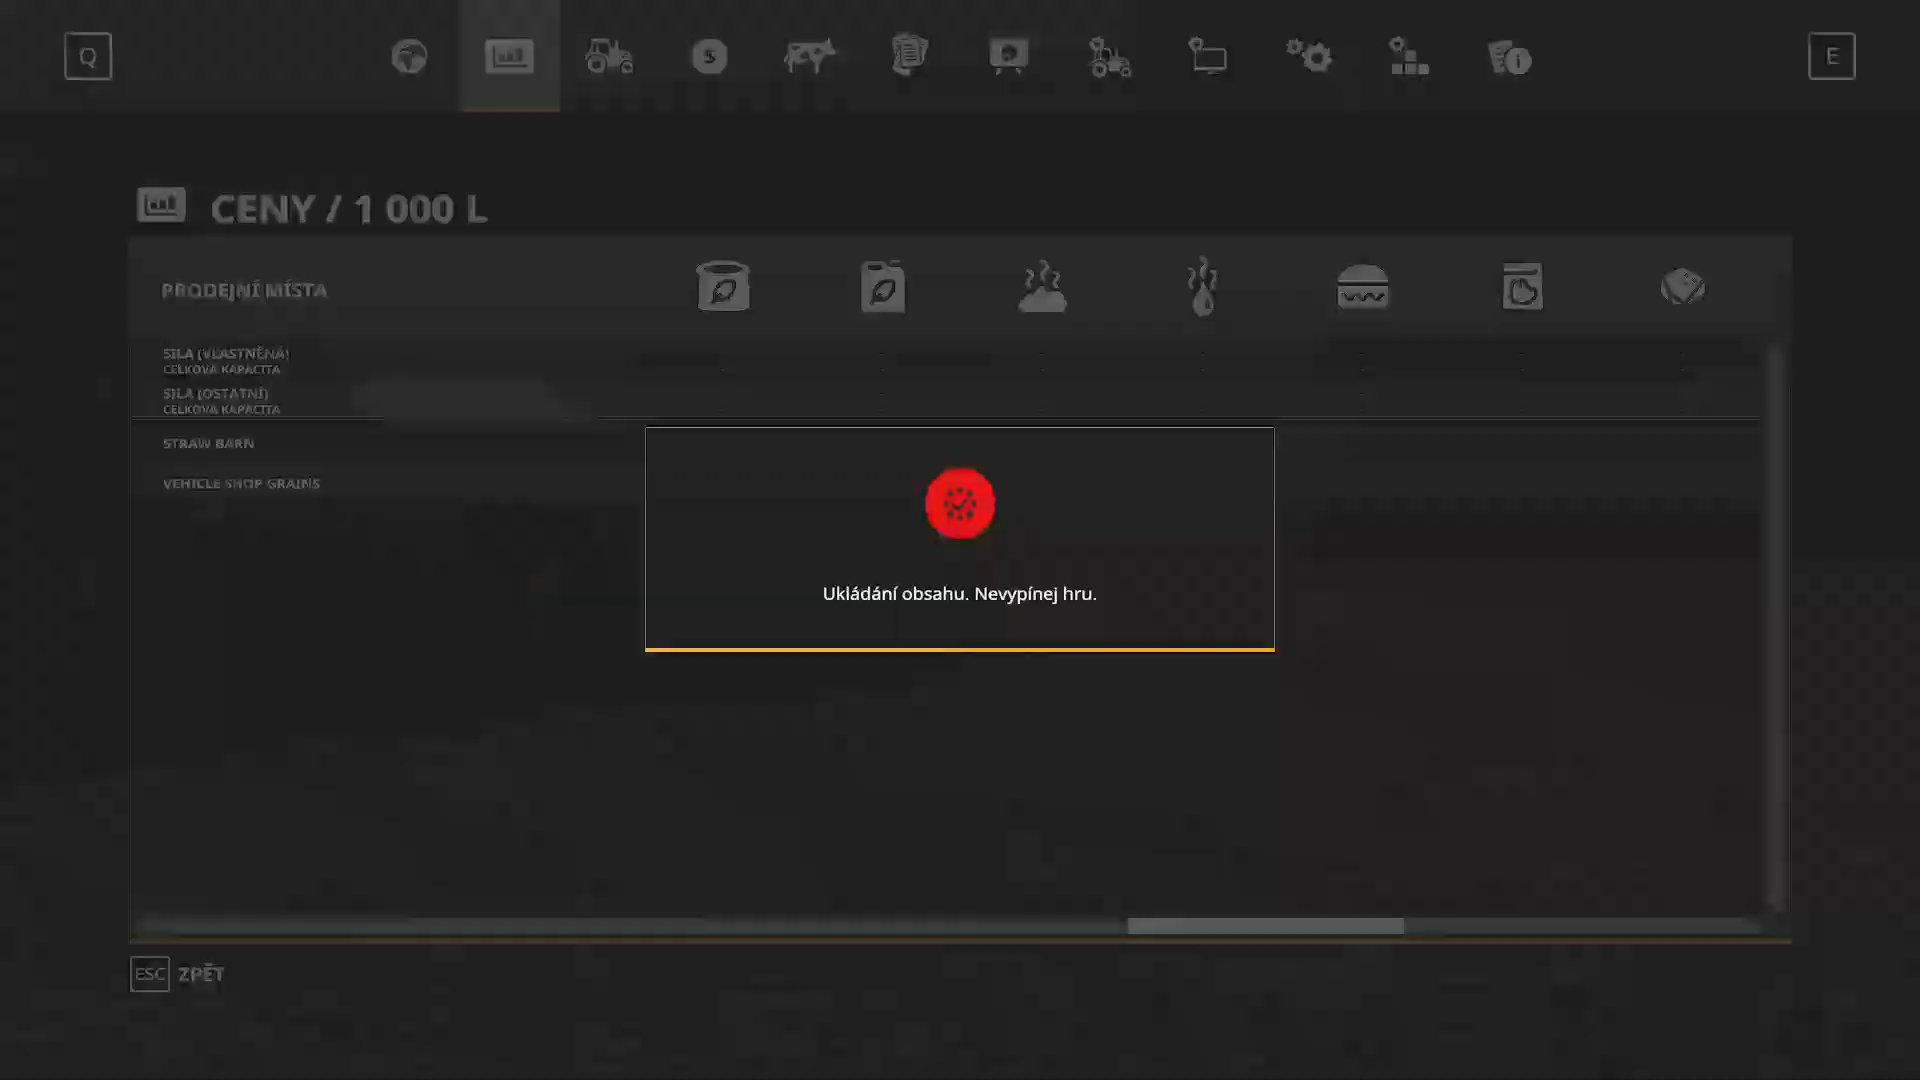 Q
E
CENY / 1 000 L
PRODEJNÍ MÍSTA
SILA (VLASTNĚNÁ)
CELKOVÁ KAPACITA
SILA (OSTATNÍ)
CELKOVÁ KAPACITA
STRAW BARN
VEHICLE SHOP GRAINS
Ukládání obsahu. Nevypínej hru.
ESC ZPĚT